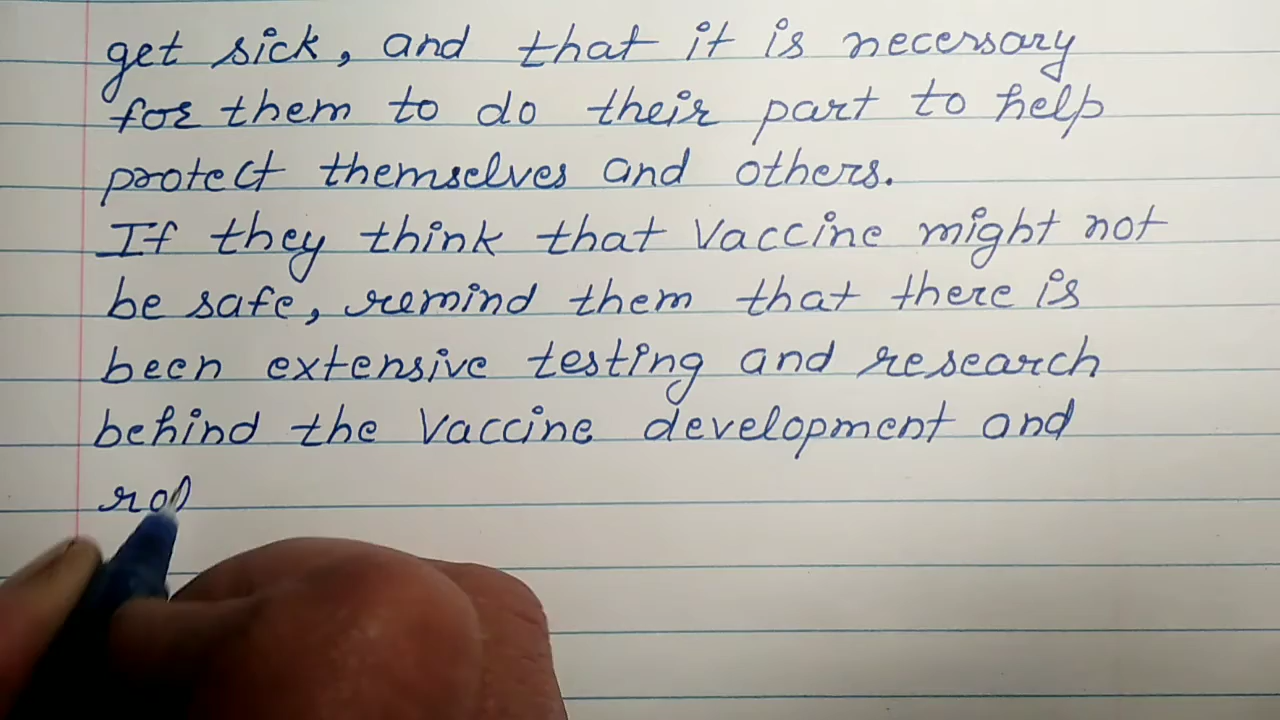 get sick, and that it is necessary
for them to do their part to help
protect themselves and others.
If they think that vaccine might not
be safe, remind them that there is
been extensive testing and research
behind the vaccine development and